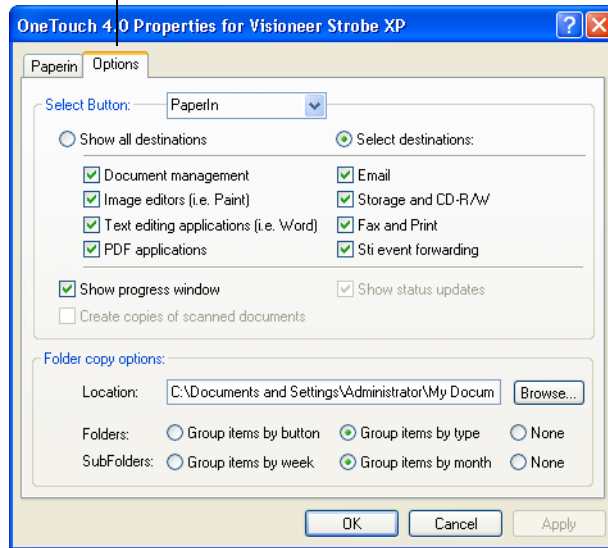 OneTouch 4.0 Properties for Visioneer Strobe XP
Paperin Options
Select Button: PaperIn
Show all destinations Select destinations:
Document management Email
Image editors (i.e. Paint) Storage and CD-R/W
Text editing applications (i.e. Word) Fax and Print
PDF applications Sti event forwarding
Show progress window Show status updates
Create copies of scanned documents
Folder copy options:
Location: C:\Documents and Settings\Administrator\My Docum Browse...
Folders: Group items by button Group items by type None
SubFolders: Group items by week Group items by month None
OK Cancel Apply